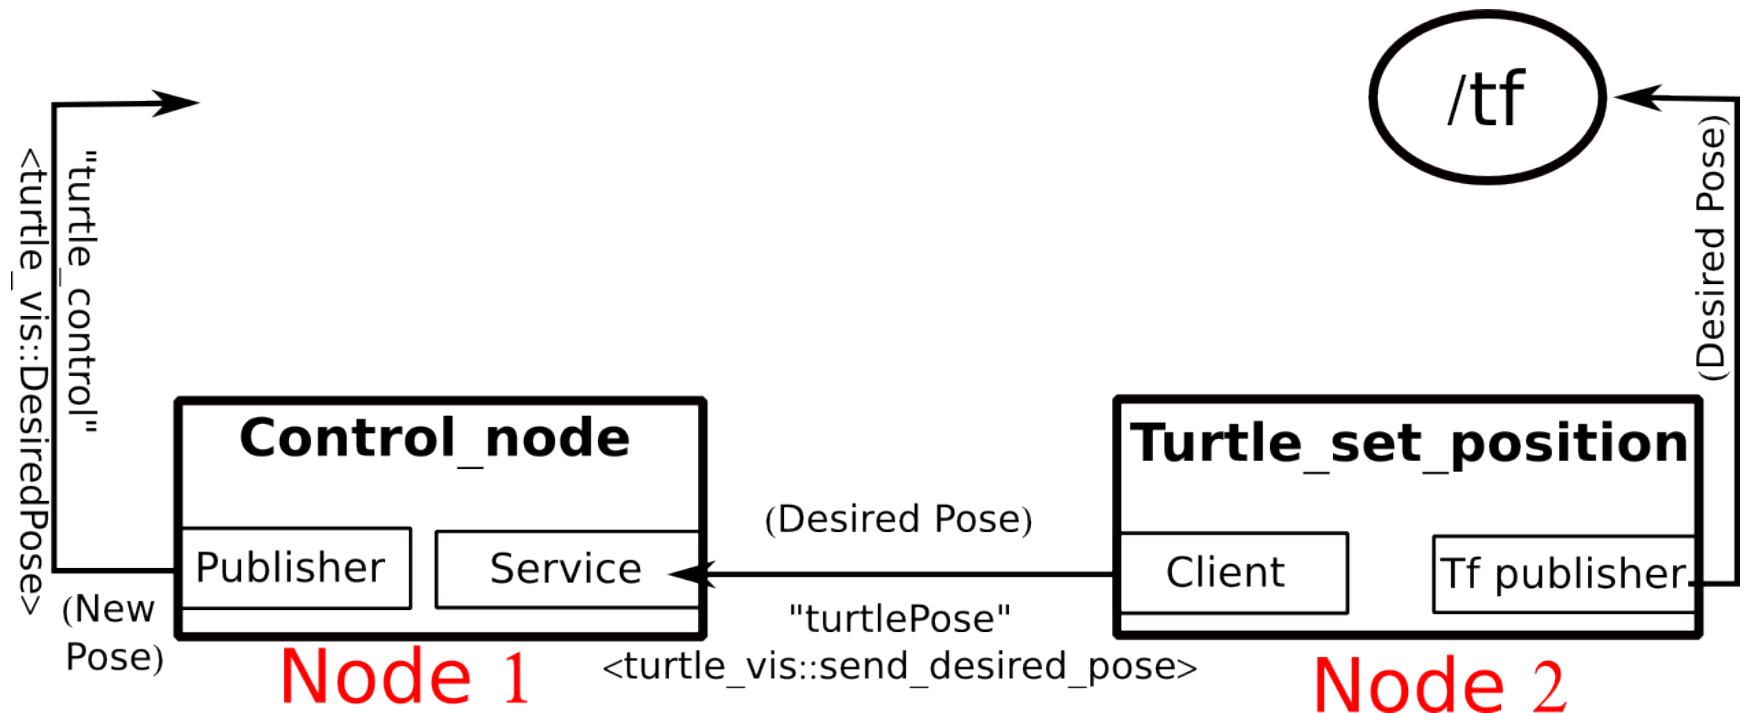 /tf
"turtle_control"
<turtle_vis::DesiredPose>
(Desired Pose)
Control_node
Turtle_set_position
(Desired Pose)
Publisher
Service
Client
Tf publisher
(New
Pose)
"turtlePose"
<turtle_vis::send_desired_pose>
Node 1
Node 2